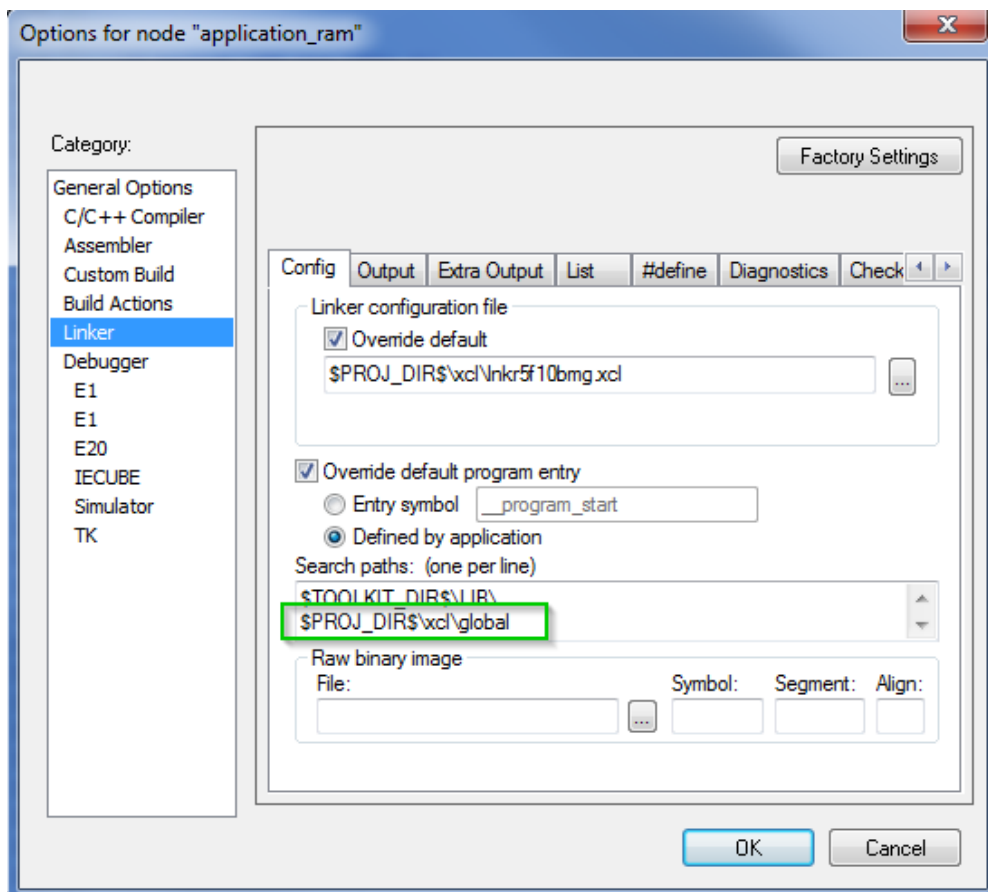 Options for node "application_ram"
Category:
General Options
C/C++ Compiler
Assembler
Custom Build
Build Actions
Linker
Debugger
E1
E1
E20
IECUBE
Simulator
TK
Factory Settings
Config Output Extra Output List #define Diagnostics Check
Linker configuration file
Override default
$PROJ_DIR$\xcl\lnkr5f10bmg.xcl
...
Override default program entry
Entry symbol __program_start
Defined by application
Search paths: (one per line)
$TOOLKIT_DIR$\LIB\
$PROJ_DIR$\xcl\global
Raw binary image
File: Symbol: Segment: Align:
...
OK Cancel